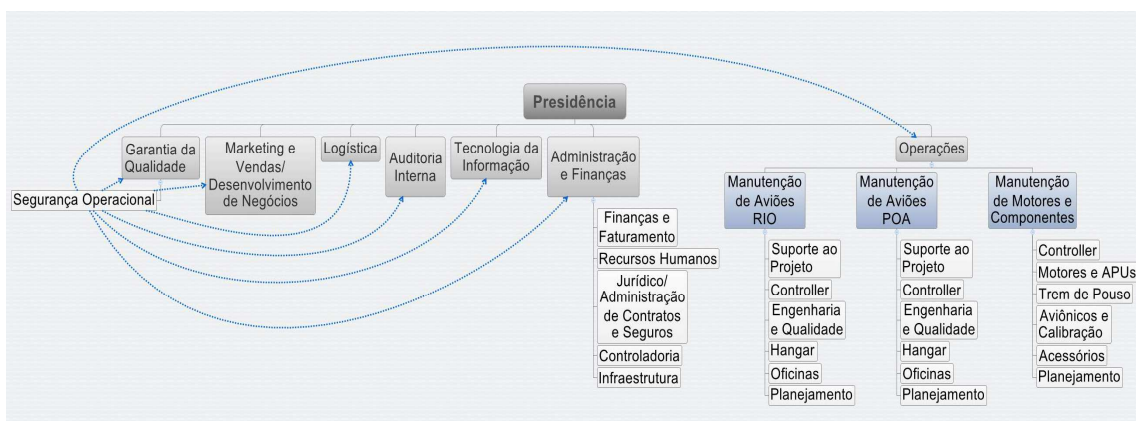 Presidência
Garantia da
Qualidade
Marketing e
Vendas/
Desenvolvimento
de Negócios
Logística
Auditoria
Interna
Tecnologia da
Informação
Administração
e Finanças
Operações
Segurança Operacional
Finanças e
Faturamento
Recursos Humanos
Jurídico/
Administração
de Contratos
e Seguros
Controladoria
Infraestrutura
Manutenção
de Aviões
RIO
Suporte ao
Projeto
Controller
Engenharia
e Qualidade
Hangar
Oficinas
Planejamento
Manutenção
de Aviões
POA
Suporte ao
Projeto
Controller
Engenharia
e Qualidade
Hangar
Oficinas
Planejamento
Manutenção
de Motores e
Componentes
Controller
Motores e APUs
Trem de Pouso
Aviônicos e
Calibração
Acessórios
Planejamento